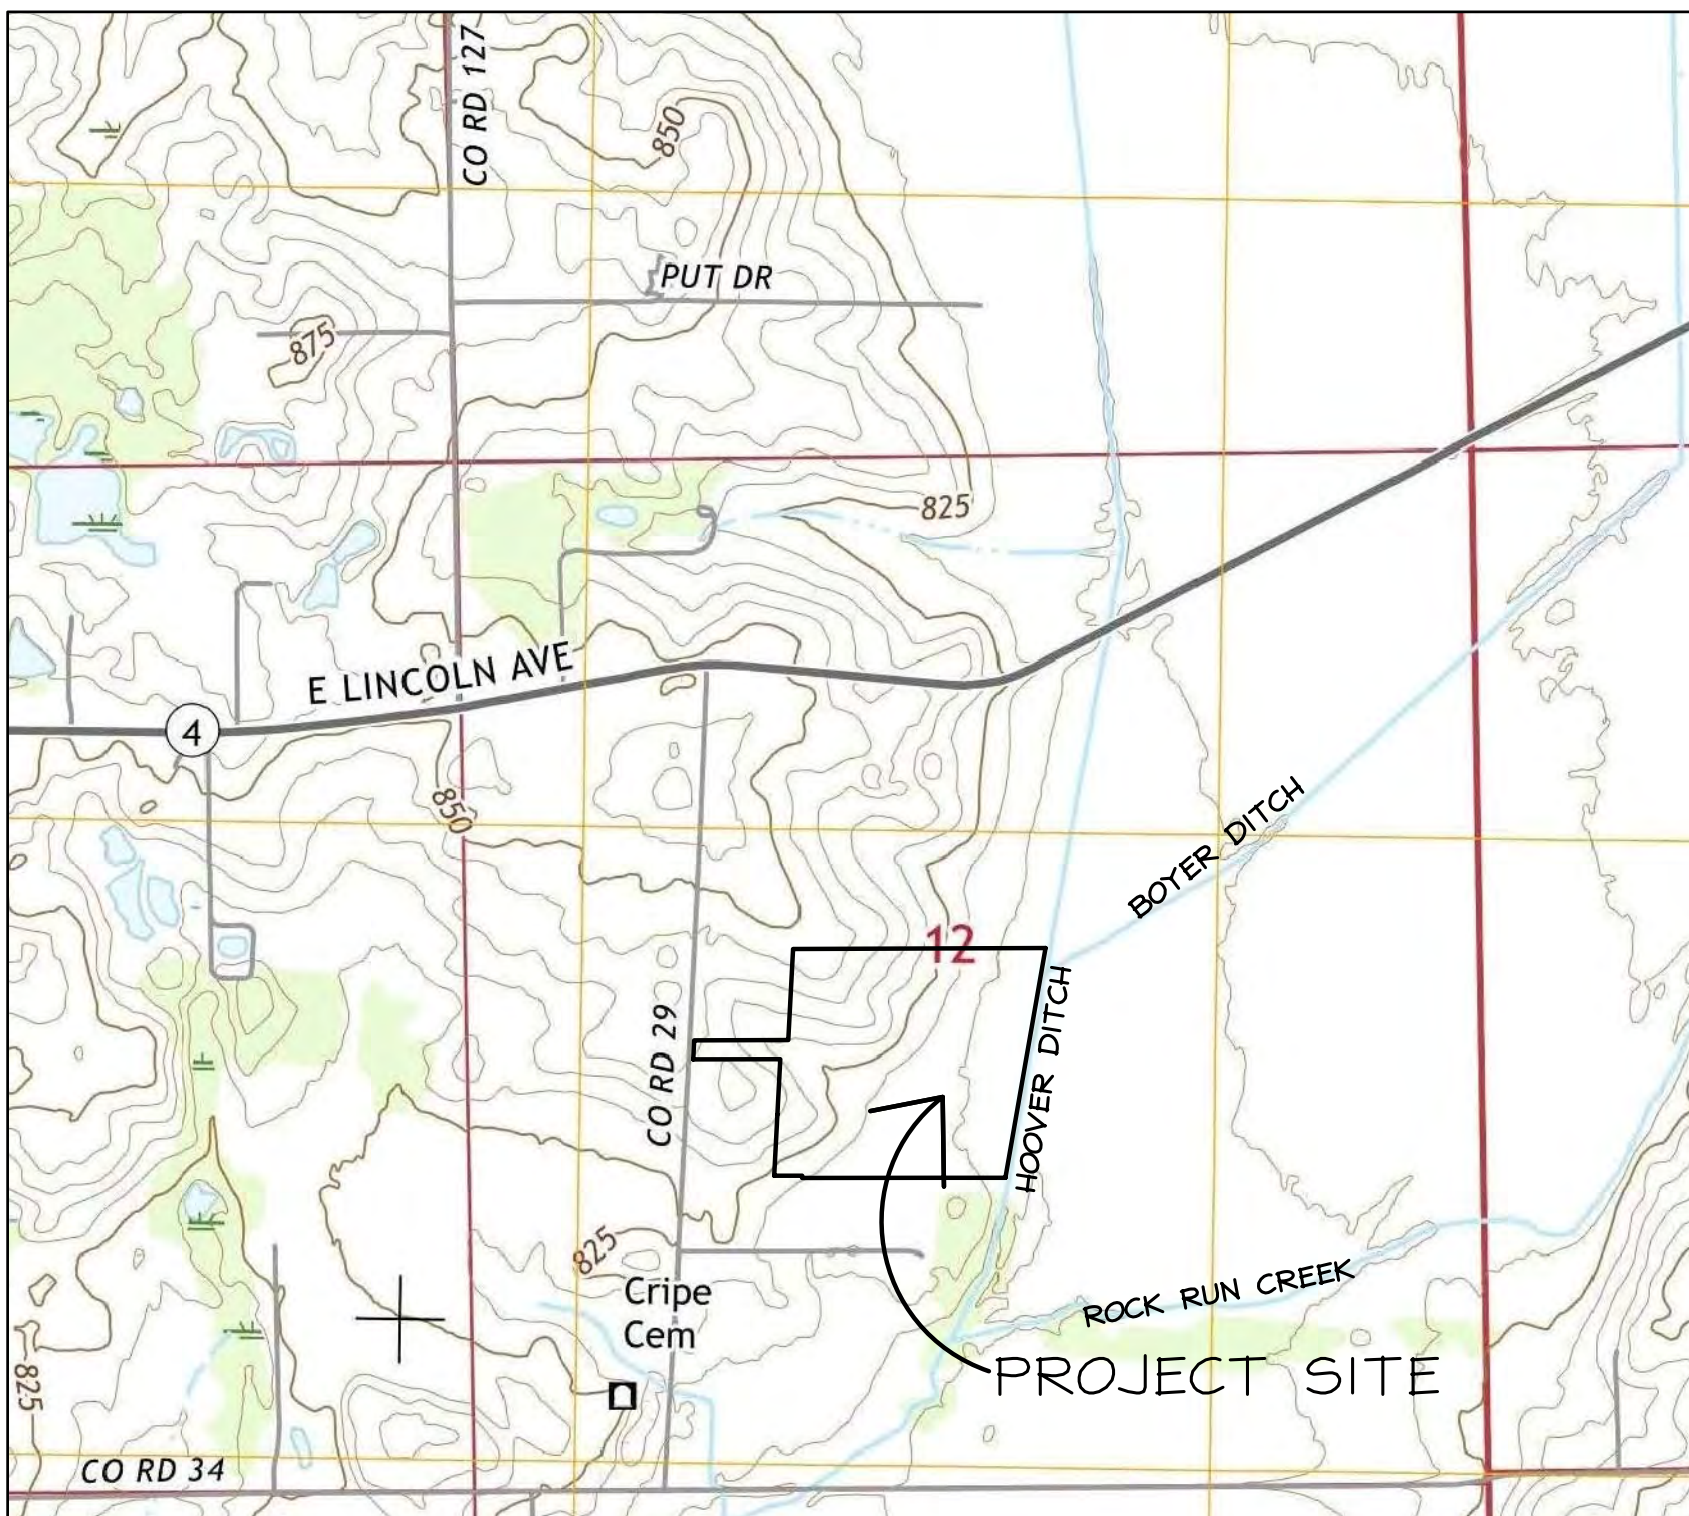 CO RD 127
850
PUT DR
875
825
E LINCOLN AVE
4
850
BOYER DITCH
12
HOOVER DITCH
CO RD 29
825
Cripe
Cem
ROCK RUN CREEK
PROJECT SITE
825
CO RD 34